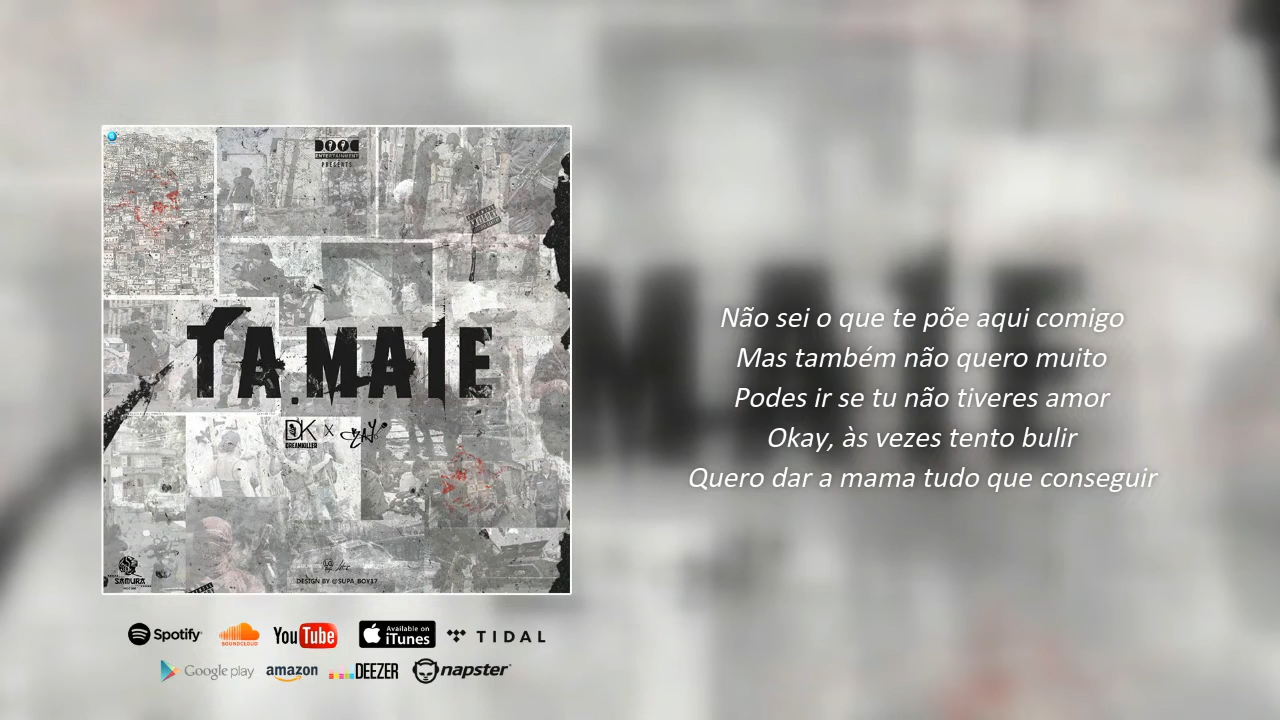 ENTERTAINMENT
PRESENTS
TA.MA1E
DK X
DREAMKILLER
SAMURA
DESIGN BY @SUPA_BOY17
Não sei o que te põe aqui comigo
Mas também não quero muito
Podes ir se tu não tiveres amor
Okay, às vezes tento bulir
Quero dar a mama tudo que conseguir
Spotify
SOUNDCLOUD
YouTube
Available on
iTunes
TIDAL
Google play
amazon
DEEZER
napster